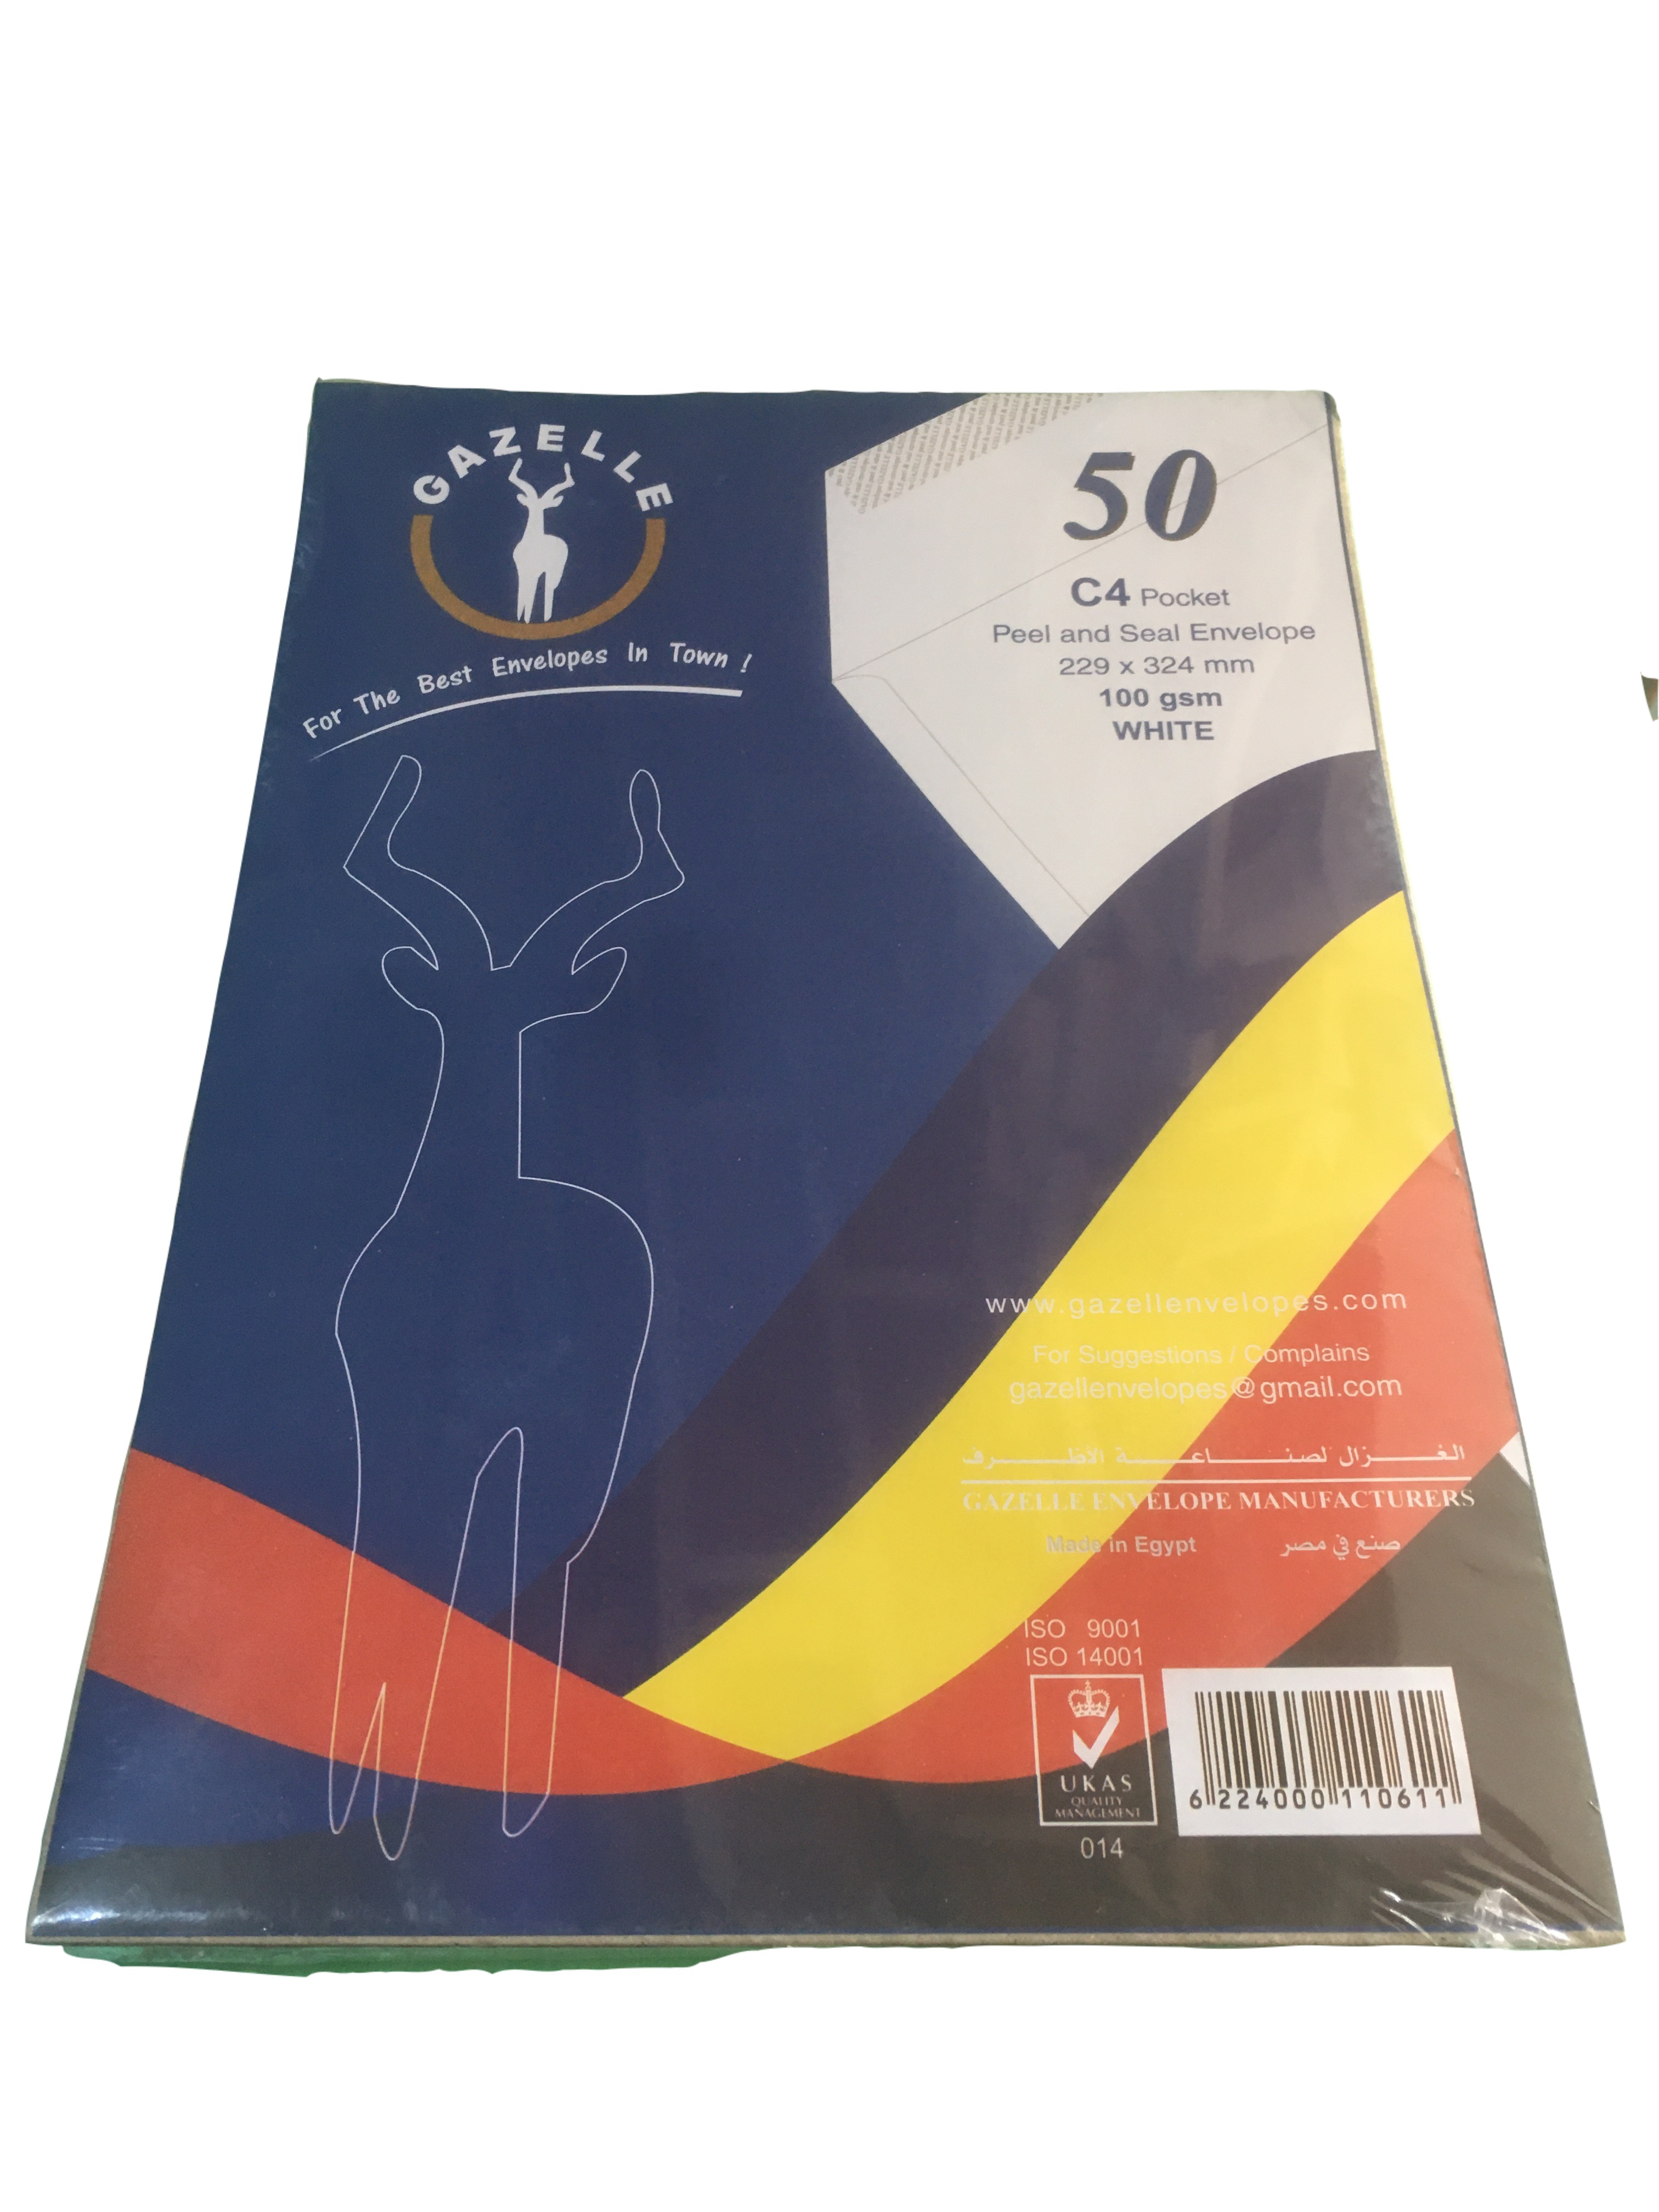 GAZELLE
For The Best Envelopes In Town !
50
C4 Pocket
Peel and Seal Envelope
229 x 324 mm
100 gsm
WHITE
www.gazellenvelopes.com
For Suggestions / Complains
gazellenvelopes@gmail.com
الغزال لصناعة الأظرف
GAZELLE ENVELOPE MANUFACTURERS
Made in Egypt صنع في مصر
ISO 9001
ISO 14001
UKAS
QUALITY
MANAGEMENT
014
6 224000 110611